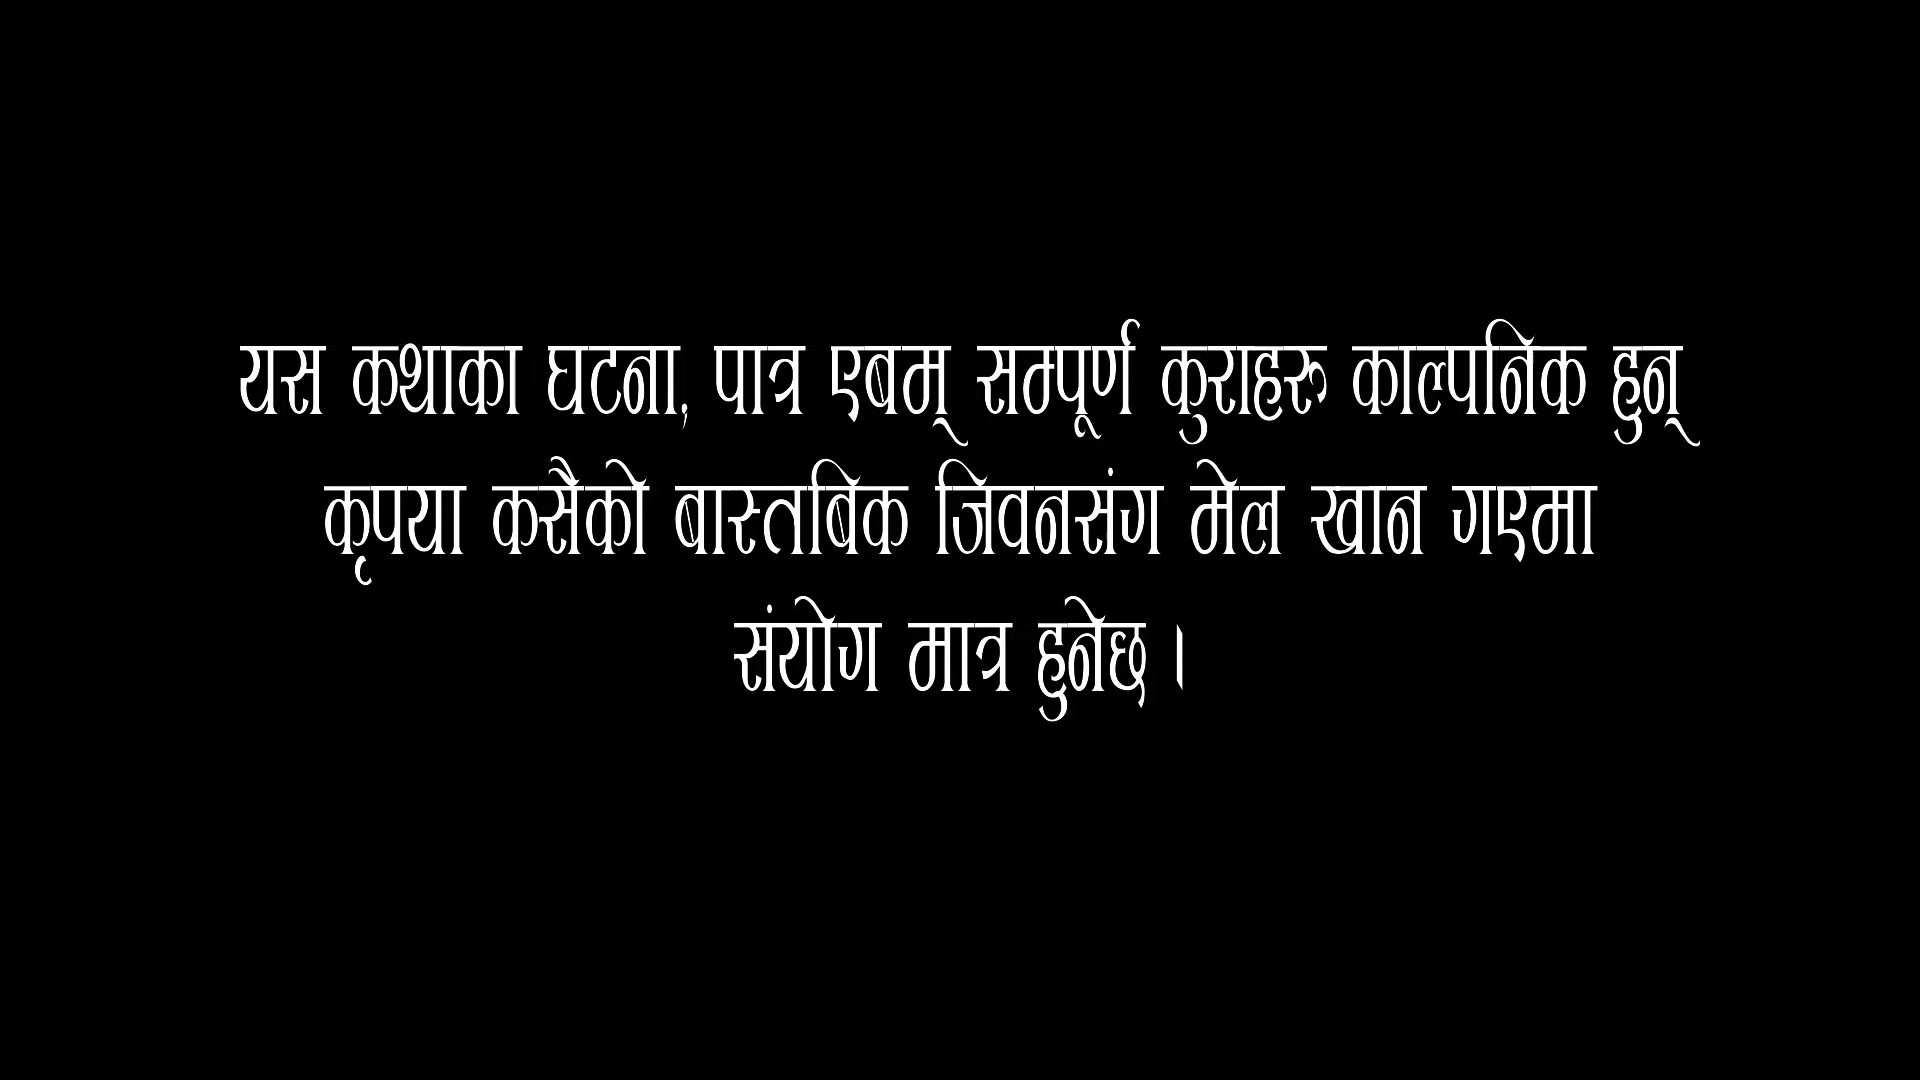 यस कथाका घटना, पात्र एबम् सम्पूर्ण कुराहरु काल्पनिक हुन्
कृपया कसैको बास्तबिक जिवनसंग मेल खान गएमा
संयोग मात्र हुनेछ ।